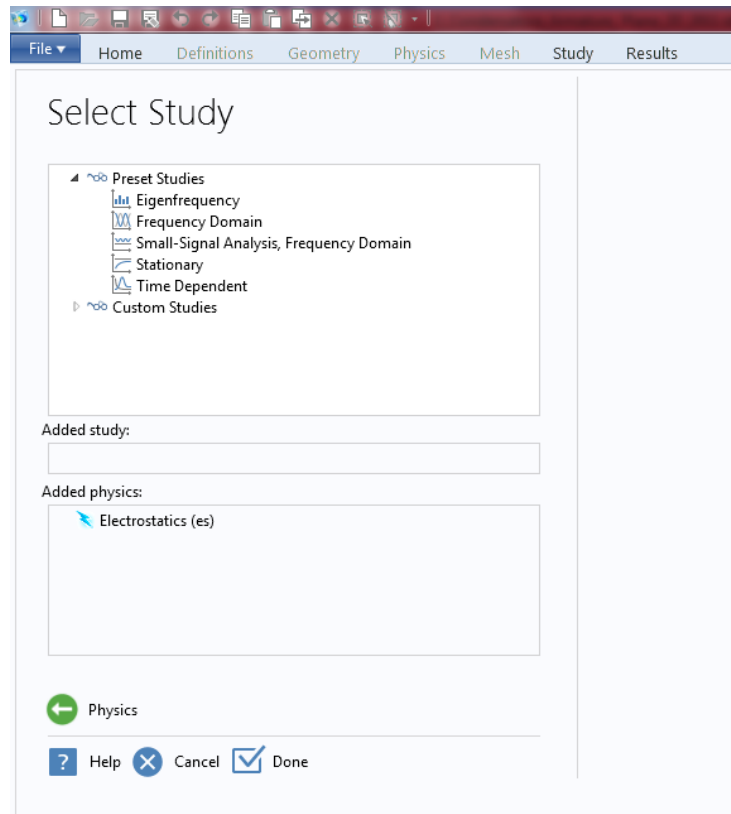 File Home Definitions Geometry Physics Mesh Study Results
Select Study
Preset Studies
Eigenfrequency
Frequency Domain
Small-Signal Analysis, Frequency Domain
Stationary
Time Dependent
Custom Studies
Added study:
Added physics:
Electrostatics (es)
Physics
? Help Cancel Done